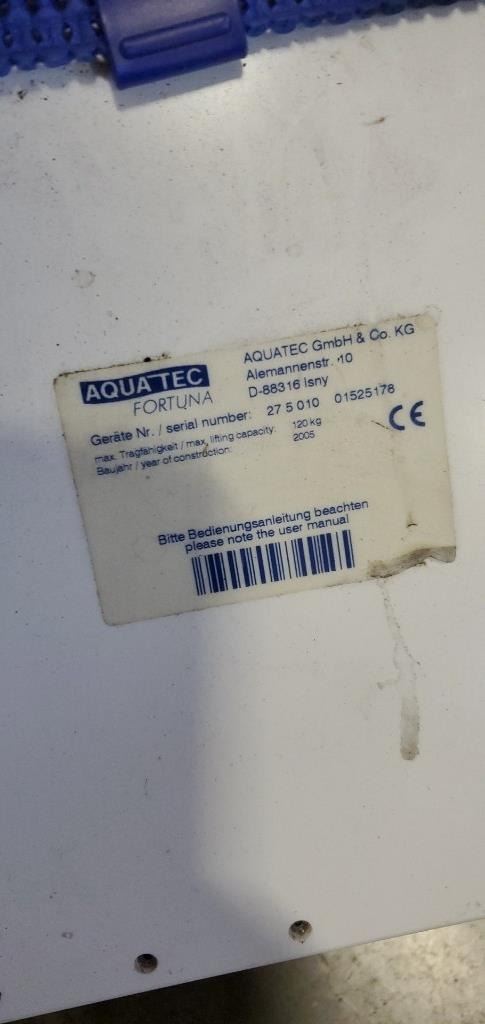 AQUATEC
FORTUNA
AQUATEC GmbH & Co. KG
Alemannenstr. 10
D-88316 Isny
Geräte Nr. / serial number: 27 5 010 01525178
max. Tragfähigkeit / max. lifting capacity: 120 kg
Baujahr / year of construction: 2005
CE
Bitte Bedienungsanleitung beachten
please note the user manual